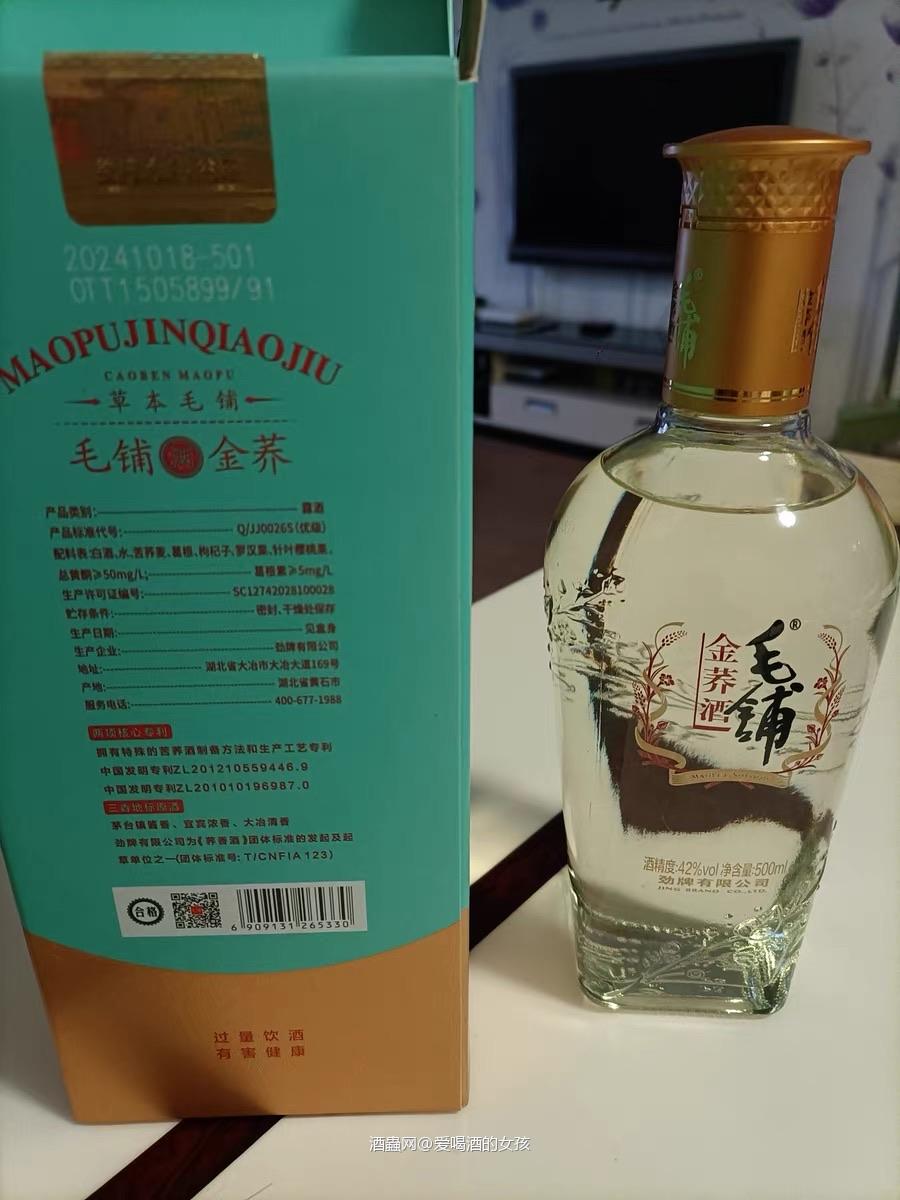 20241018-501
OTT1505899/91
MAOPUJINQIAOJIU
CAOBEN MAOPU
草本毛铺
毛铺 酒 金荞
产品类别: 露酒
产品标准代号: Q/JJ0026S(优级)
配料表:白酒、水、苦荞麦、葛根、枸杞子、罗汉果、针叶樱桃果。
总黄酮≥50mg/L; 葛根素≥5mg/L
生产许可证编号: SC12742028100028
贮存条件: 密封、干燥处保存
生产日期: 见盒身
生产企业: 劲牌有限公司
地址: 湖北省大冶市大冶大道169号
产地: 湖北省黄石市
服务电话: 400-677-1988
两项核心专利
拥有特殊的苦荞酒制备方法和生产工艺专利
中国发明专利ZL201210559446.9
中国发明专利ZL201010196987.0
三香地标原酒
茅台镇酱香、宜宾浓香、大冶清香
劲牌有限公司为《荞香酒》团体标准的发起及起
草单位之一(团体标准号: T/CNFIA 123)
合格
6 909131 265330
过量饮酒
有害健康
毛铺®
毛铺®
金荞酒
酒精度:42%vol 净含量:500ml
劲牌有限公司
JING BRAND CO.,LTD.
酒蟲网@爱喝酒的女孩